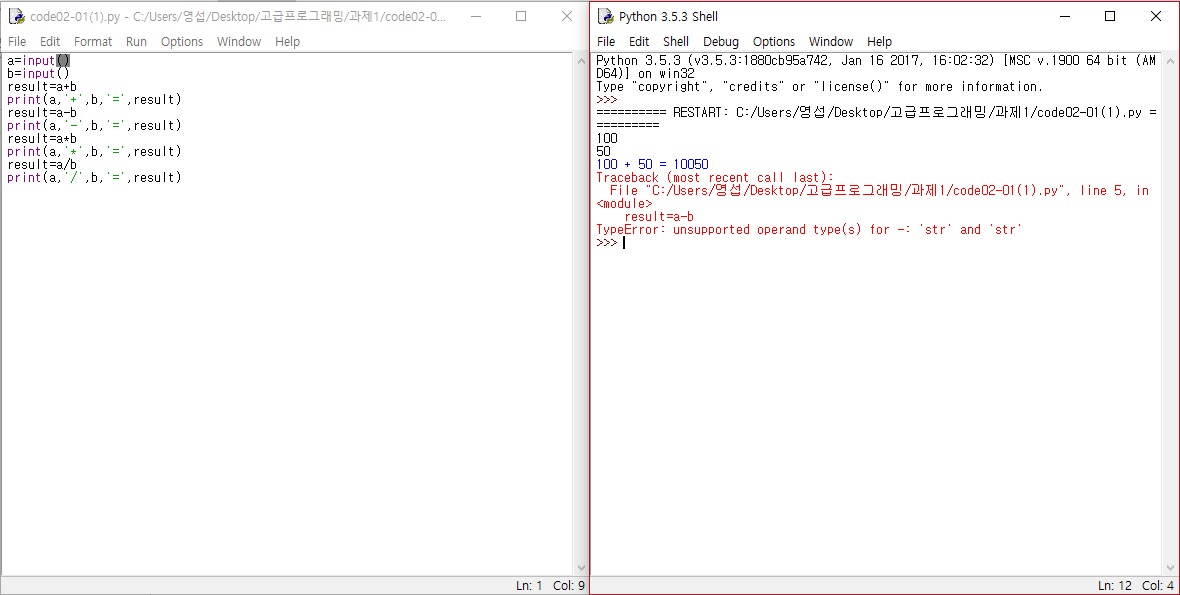 code02-01(1).py - C:/Users/영섭/Desktop/고급프로그래밍/과제1/code02-0...
File Edit Format Run Options Window Help
a=input()
b=input()
result=a+b
print(a,'+',b,'=',result)
result=a-b
print(a,'-',b,'=',result)
result=a*b
print(a,'*',b,'=',result)
result=a/b
print(a,'/',b,'=',result)
Ln: 1 Col: 9
Python 3.5.3 Shell
File Edit Shell Debug Options Window Help
Python 3.5.3 (v3.5.3:1880cb95a742, Jan 16 2017, 16:02:32) [MSC v.1900 64 bit (AM
D64)] on win32
Type "copyright", "credits" or "license()" for more information.
>>>
========== RESTART: C:/Users/영섭/Desktop/고급프로그래밍/과제1/code02-01(1).py =
=========
100
50
100 + 50 = 10050
Traceback (most recent call last):
  File "C:/Users/영섭/Desktop/고급프로그래밍/과제1/code02-01(1).py", line 5, in
<module>
    result=a-b
TypeError: unsupported operand type(s) for -: 'str' and 'str'
>>>
Ln: 12 Col: 4